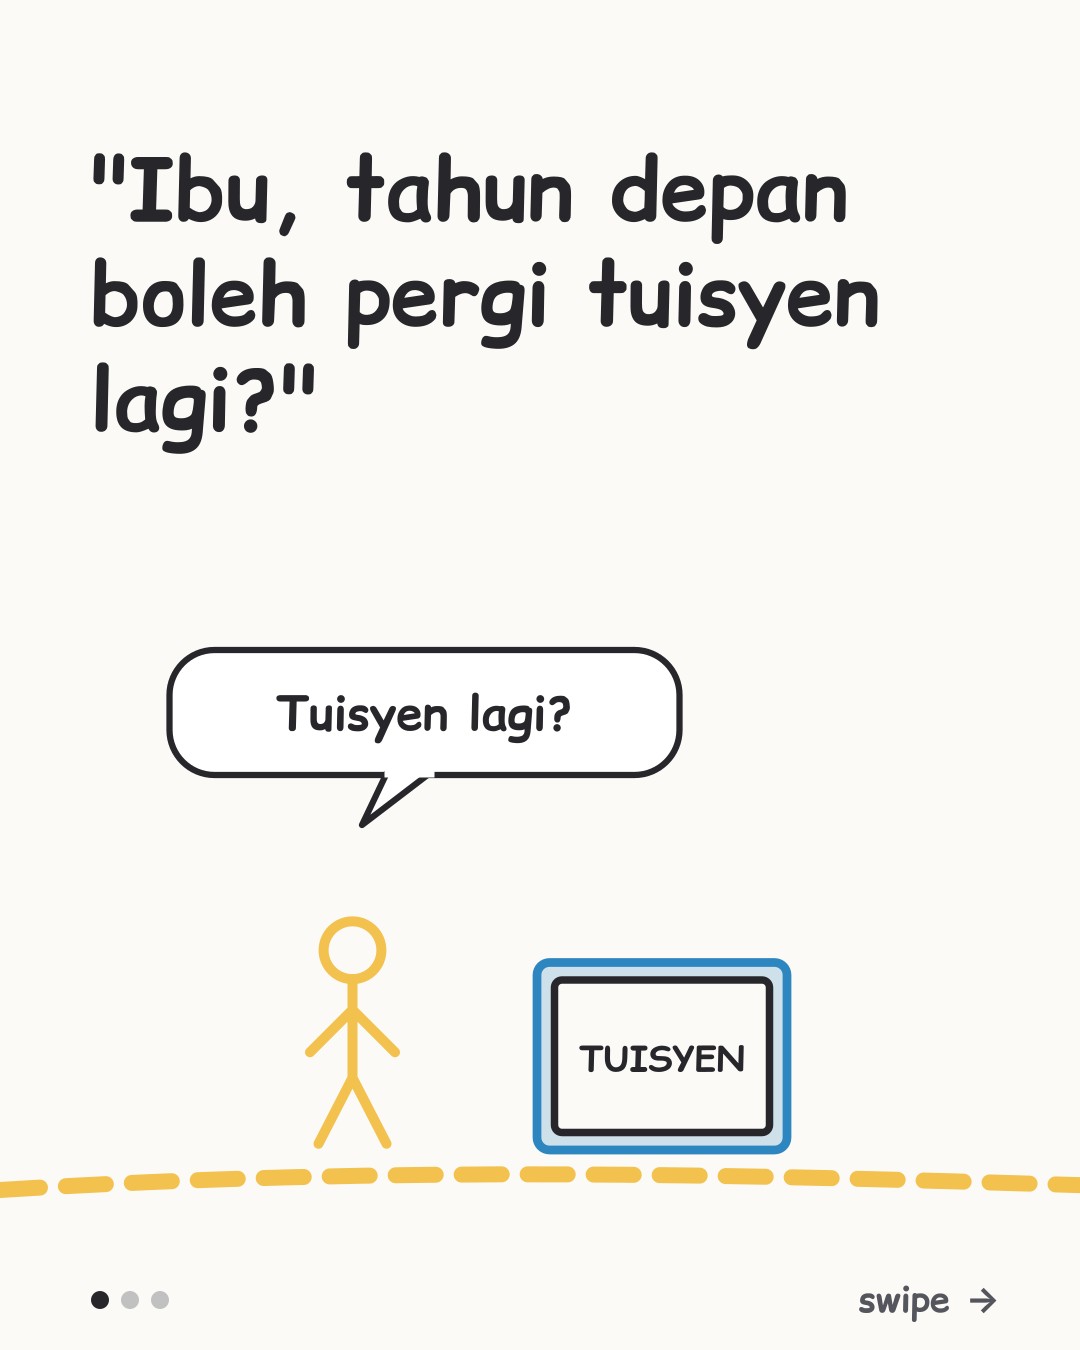 "Ibu, tahun depan
boleh pergi tuisyen
lagi?"
Tuisyen lagi?
TUISYEN
swipe →